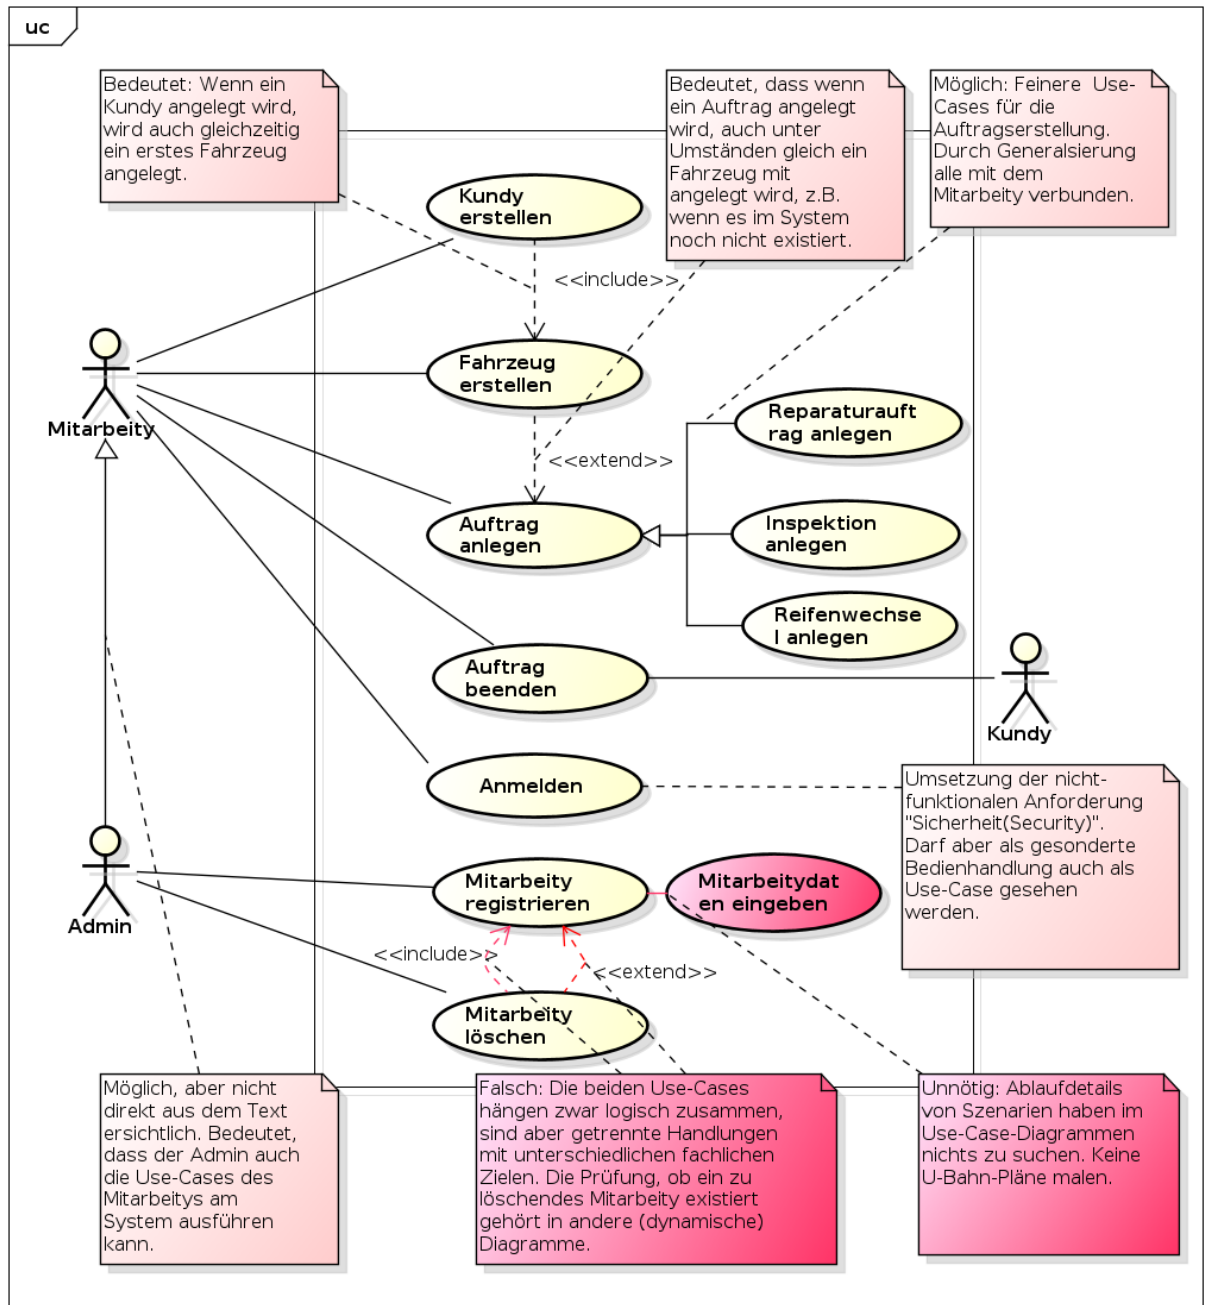 uc
Bedeutet: Wenn ein
Kundy angelegt wird,
wird auch gleichzeitig
ein erstes Fahrzeug
angelegt.
Bedeutet, dass wenn
ein Auftrag angelegt
wird, auch unter
Umständen gleich ein
Fahrzeug mit
angelegt wird, z.B.
wenn es im System
noch nicht existiert.
Möglich: Feinere Use-
Cases für die
Auftragserstellung.
Durch Generalsierung
alle mit dem
Mitarbeity verbunden.
Kundy
erstellen
<<include>>
Fahrzeug
erstellen
Mitarbeity
<<extend>>
Reparaturauft
rag anlegen
Auftrag
anlegen
Inspektion
anlegen
Reifenwechse
l anlegen
Auftrag
beenden
Kundy
Anmelden
Umsetzung der nicht-
funktionalen Anforderung
"Sicherheit(Security)".
Darf aber als gesonderte
Bedienhandlung auch als
Use-Case gesehen
werden.
Admin
Mitarbeity
registrieren
Mitarbeitydat
en eingeben
<<include>>
<<extend>>
Mitarbeity
löschen
Möglich, aber nicht
direkt aus dem Text
ersichtlich. Bedeutet,
dass der Admin auch
die Use-Cases des
Mitarbeitys am
System ausführen
kann.
Falsch: Die beiden Use-Cases
hängen zwar logisch zusammen,
sind aber getrennte Handlungen
mit unterschiedlichen fachlichen
Zielen. Die Prüfung, ob ein zu
löschendes Mitarbeity existiert
gehört in andere (dynamische)
Diagramme.
Unnötig: Ablaufdetails
von Szenarien haben im
Use-Case-Diagrammen
nichts zu suchen. Keine
U-Bahn-Pläne malen.